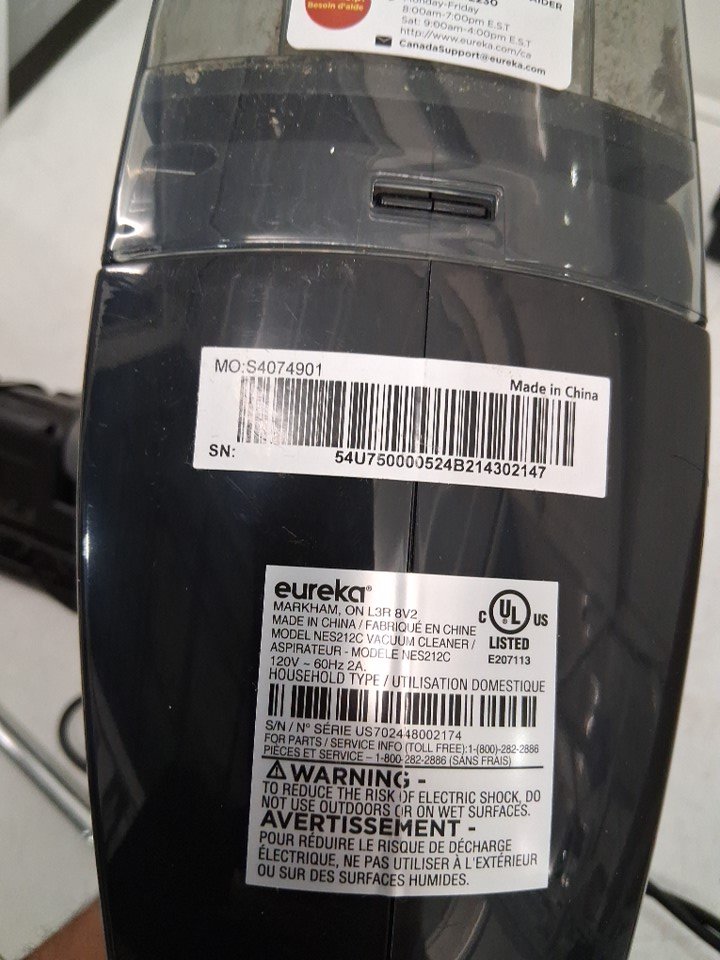 Besoin d'aide
Monday-Friday
8:00am-7:00pm E.S.T
Sat: 9:00am-4:00pm E.S.T
http://www.eureka.com/ca
CanadaSupport@eureka.com
MO:S4074901
Made in China
SN:
54U750000524B214302147
eureka®
MARKHAM, ON L3R 8V2
MADE IN CHINA / FABRIQUÉ EN CHINE
MODEL NES212C VACUUM CLEANER /
ASPIRATEUR - MODELE NES212C
120V ~ 60Hz 2A.
HOUSEHOLD TYPE / UTILISATION DOMESTIQUE
C UL US
LISTED
E207113
S/N / N° SÉRIE US702448002174
FOR PARTS / SERVICE INFO (TOLL FREE):1-(800)-282-2886
PIÈCES ET SERVICE – 1-800-282-2886 (SANS FRAIS)
WARNING -
TO REDUCE THE RISK OF ELECTRIC SHOCK, DO
NOT USE OUTDOORS OR ON WET SURFACES.
AVERTISSEMENT -
POUR RÉDUIRE LE RISQUE DE DÉCHARGE
ÉLECTRIQUE, NE PAS UTILISER À L'EXTÉRIEUR
OU SUR DES SURFACES HUMIDES.